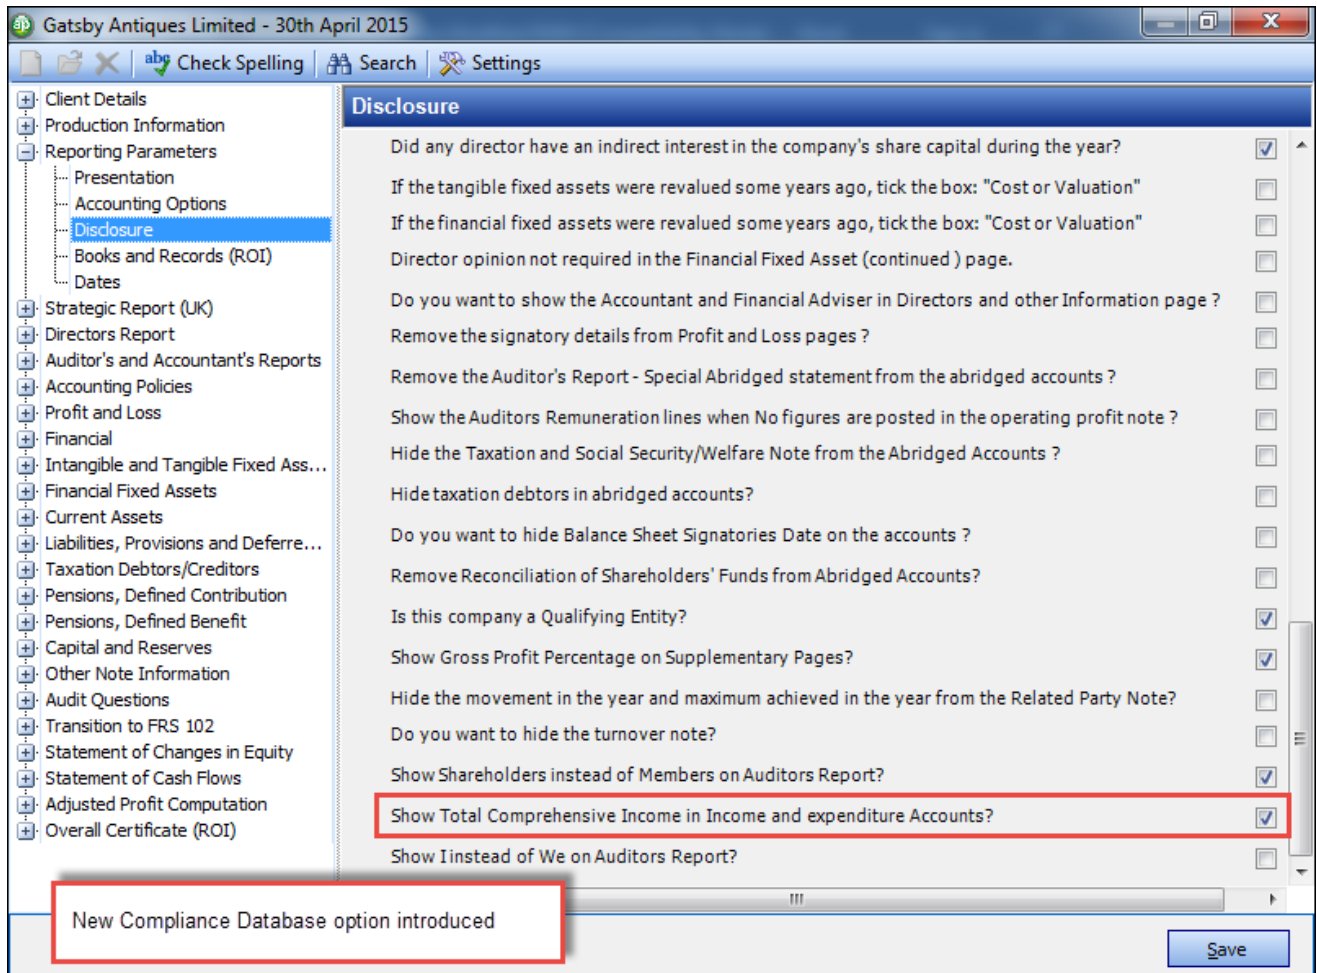 Gatsby Antiques Limited - 30th April 2015
abc Check Spelling Search Settings
Client Details
Production Information
Reporting Parameters
Presentation
Accounting Options
Disclosure
Books and Records (ROI)
Dates
Strategic Report (UK)
Directors Report
Auditor's and Accountant's Reports
Accounting Policies
Profit and Loss
Financial
Intangible and Tangible Fixed Ass...
Financial Fixed Assets
Current Assets
Liabilities, Provisions and Deferre...
Taxation Debtors/Creditors
Pensions, Defined Contribution
Pensions, Defined Benefit
Capital and Reserves
Other Note Information
Audit Questions
Transition to FRS 102
Statement of Changes in Equity
Statement of Cash Flows
Adjusted Profit Computation
Overall Certificate (ROI)
Disclosure
Did any director have an indirect interest in the company's share capital during the year?
If the tangible fixed assets were revalued some years ago, tick the box: "Cost or Valuation"
If the financial fixed assets were revalued some years ago, tick the box: "Cost or Valuation"
Director opinion not required in the Financial Fixed Asset (continued ) page.
Do you want to show the Accountant and Financial Adviser in Directors and other Information page ?
Remove the signatory details from Profit and Loss pages ?
Remove the Auditor's Report - Special Abridged statement from the abridged accounts ?
Show the Auditors Remuneration lines when No figures are posted in the operating profit note ?
Hide the Taxation and Social Security/Welfare Note from the Abridged Accounts ?
Hide taxation debtors in abridged accounts?
Do you want to hide Balance Sheet Signatories Date on the accounts ?
Remove Reconciliation of Shareholders' Funds from Abridged Accounts?
Is this company a Qualifying Entity?
Show Gross Profit Percentage on Supplementary Pages?
Hide the movement in the year and maximum achieved in the year from the Related Party Note?
Do you want to hide the turnover note?
Show Shareholders instead of Members on Auditors Report?
Show Total Comprehensive Income in Income and expenditure Accounts?
Show I instead of We on Auditors Report?
New Compliance Database option introduced
Save